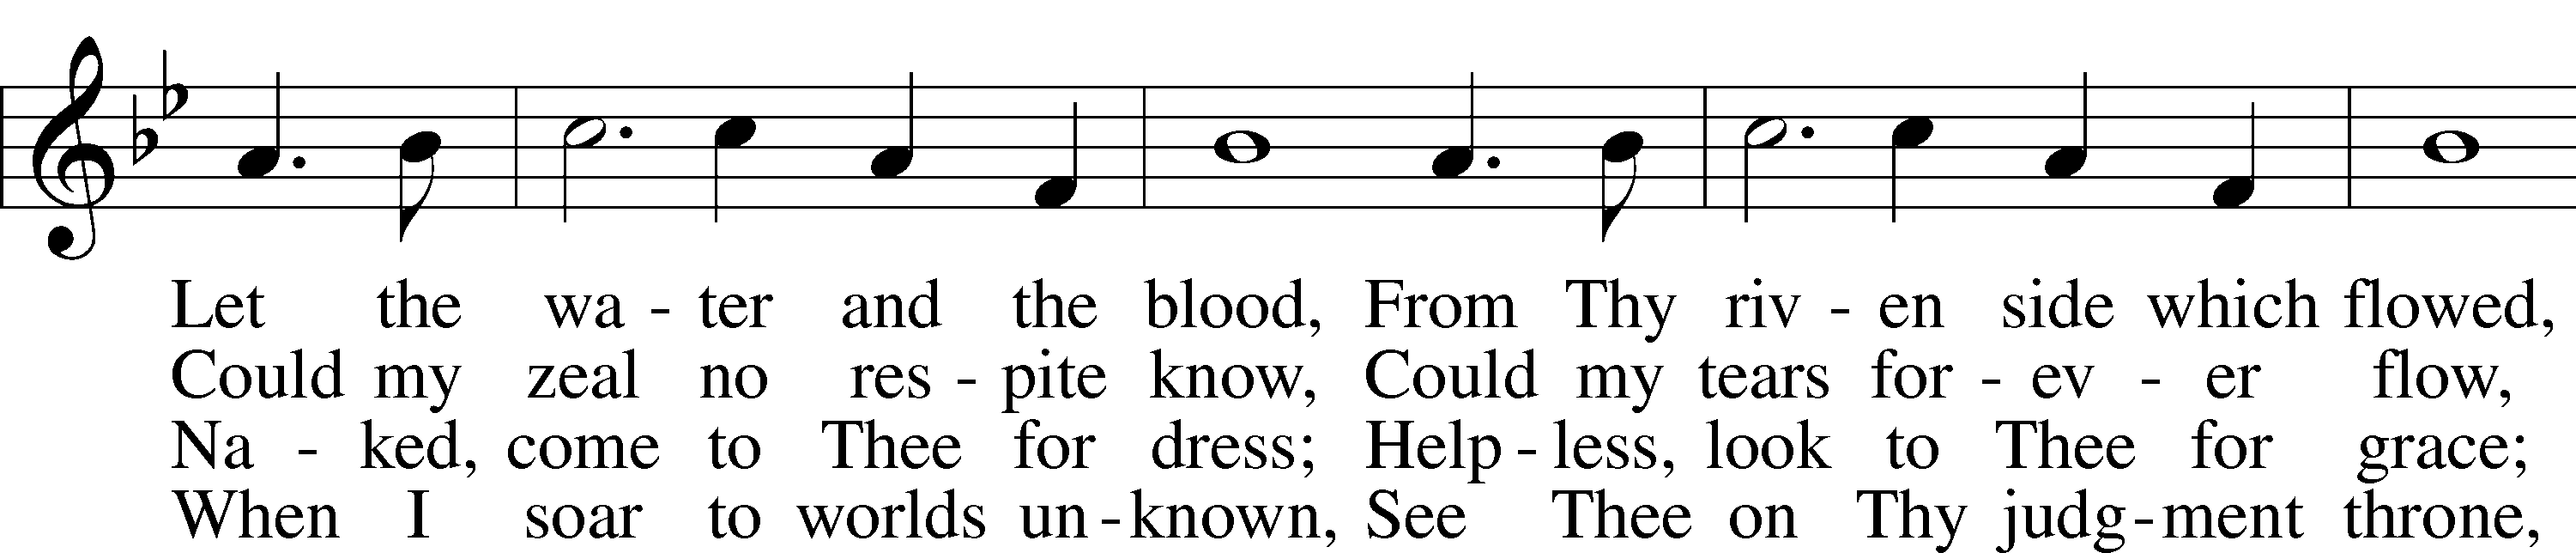 Let the wa - ter and the blood, From Thy riv - en side which flowed,
Could my zeal no res - pite know, Could my tears for - ev - er flow,
Na - ked, come to Thee for dress; Help - less, look to Thee for grace;
When I soar to worlds un - known, See Thee on Thy judg - ment throne,